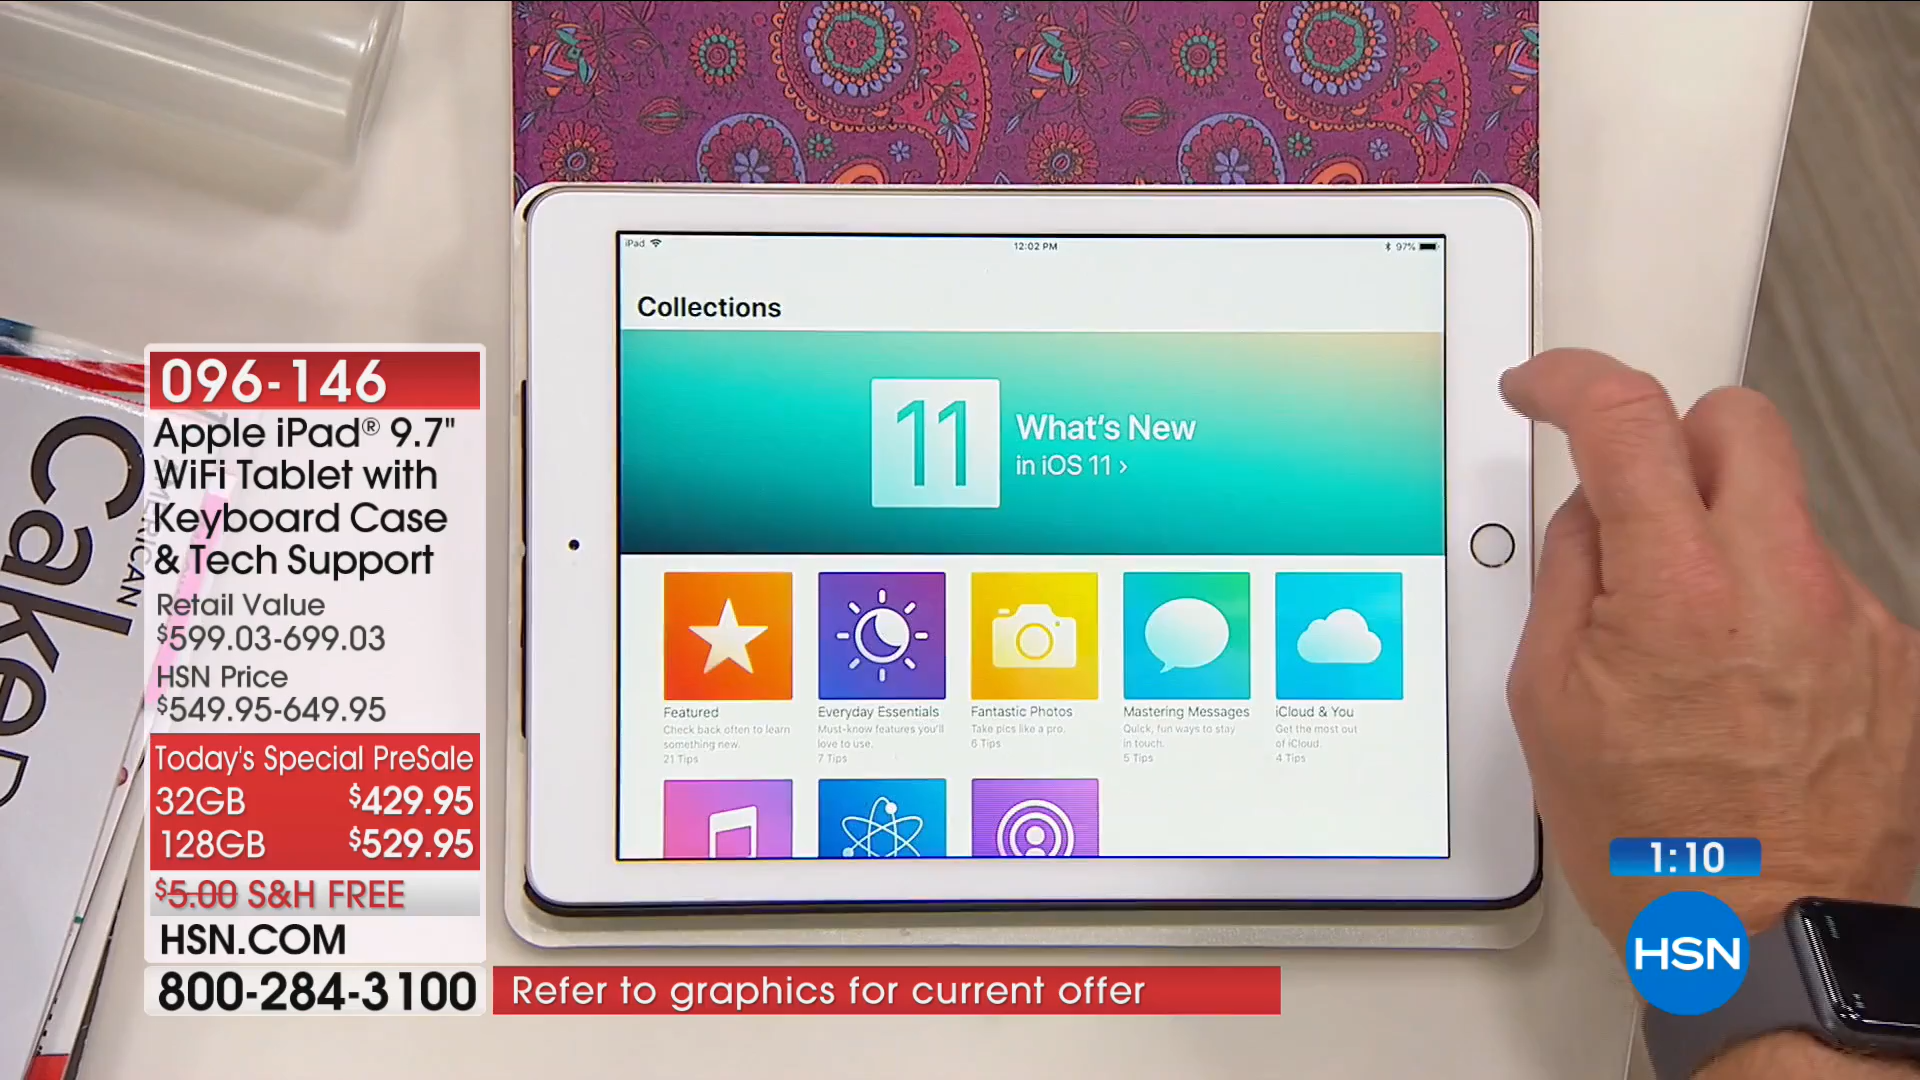 096-146
Apple iPad® 9.7"
WiFi Tablet with
Keyboard Case
& Tech Support
Retail Value
$599.03-699.03
HSN Price
$549.95-649.95
Today's Special PreSale
32GB $429.95
128GB $529.95
$5.00 S&H FREE
HSN.COM
800-284-3100
Refer to graphics for current offer
1:10
HSN
iPad
12:02 PM
97%
Collections
11
What's New
in iOS 11 ›
Featured
Check back often to learn
something new.
21 Tips
Everyday Essentials
Must-know features you'll
love to use.
7 Tips
Fantastic Photos
Take pics like a pro.
6 Tips
Mastering Messages
Quick, fun ways to stay
in touch.
5 Tips
iCloud & You
Get the most out
of iCloud.
4 Tips
AMERICAN
Caker